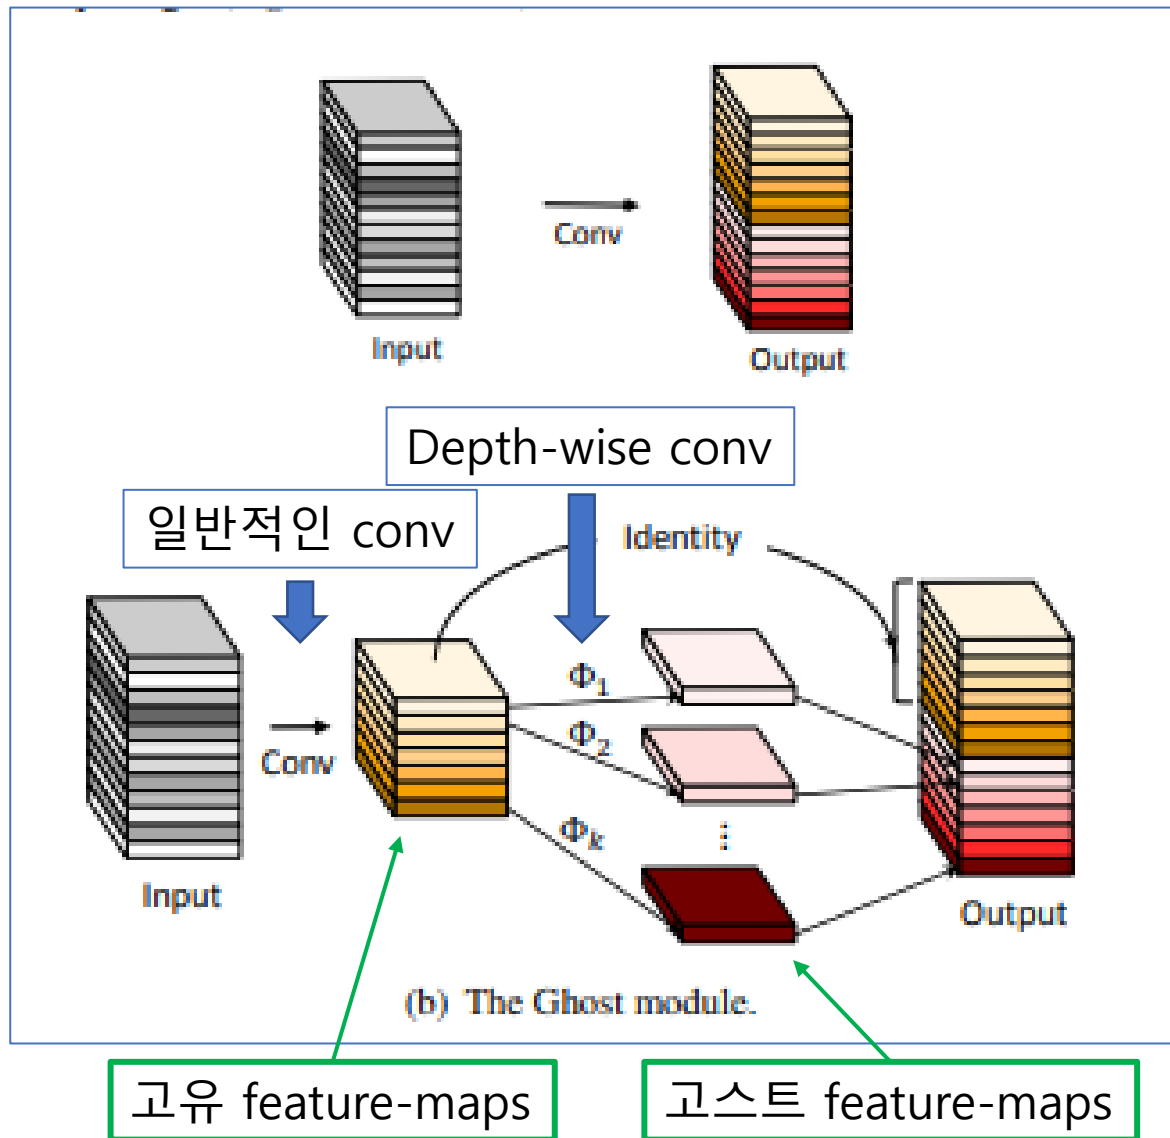 Conv
Input
Output
Depth-wise conv
일반적인 conv
Identity
Φ1
Φ2
Conv
Φk
⋮
Input
Output
(b) The Ghost module.
고유 feature-maps
고스트 feature-maps